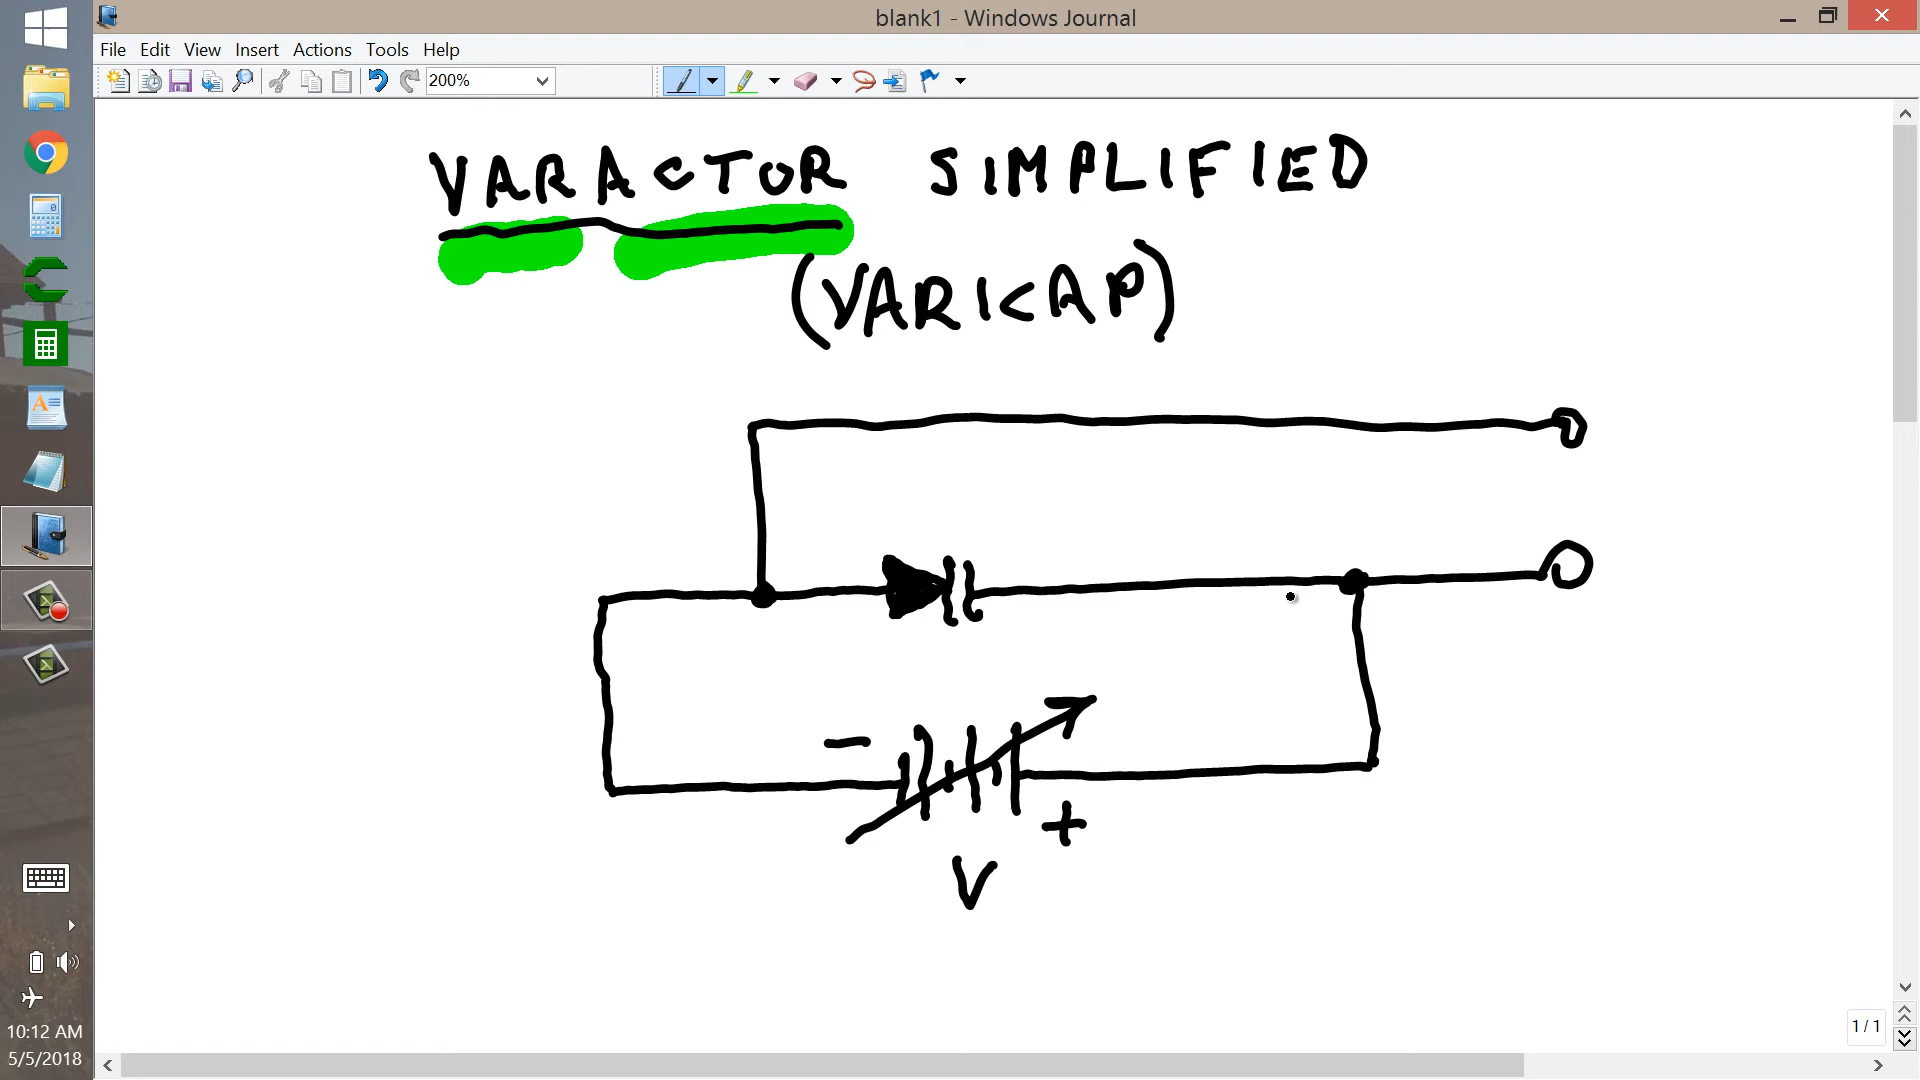 blank1 - Windows Journal
File Edit View Insert Actions Tools Help
200%
VARACTOR SIMPLIFIED
(VARICAP)
-
+
V
1 / 1
10:12 AM
5/5/2018